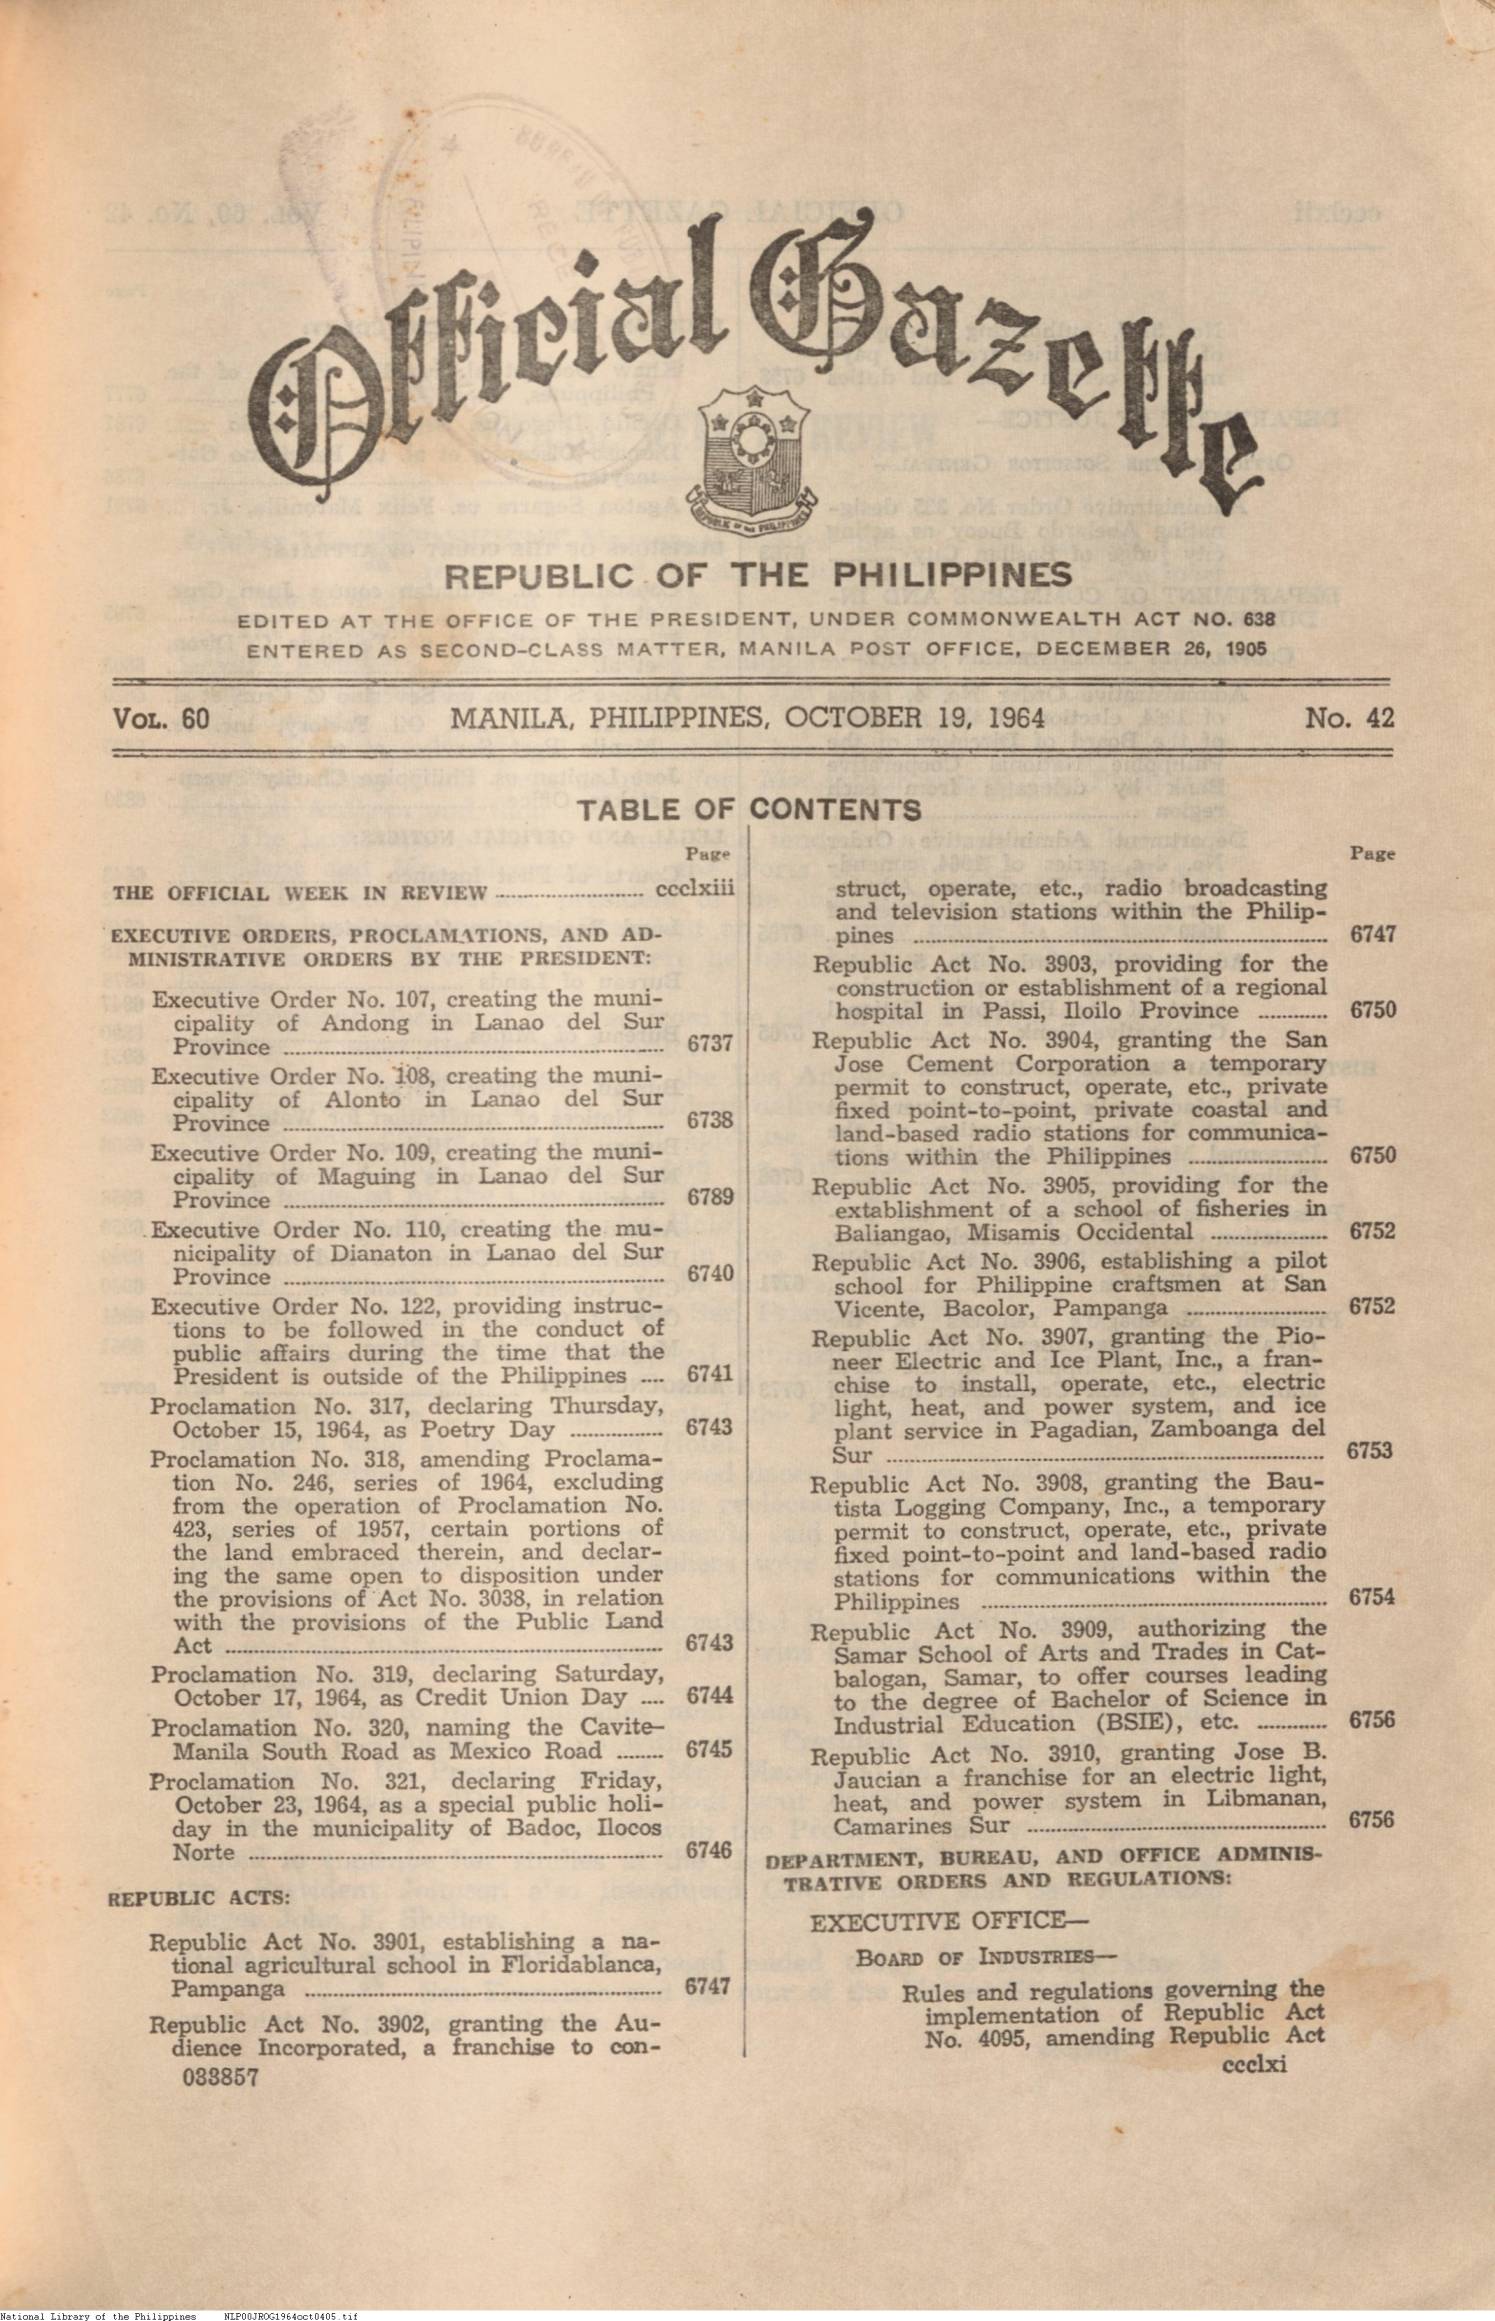 Official Gazette
REPUBLIC OF THE PHILIPPINES
REPUBLIC OF THE PHILIPPINES
EDITED AT THE OFFICE OF THE PRESIDENT, UNDER COMMONWEALTH ACT NO. 638
ENTERED AS SECOND-CLASS MATTER, MANILA POST OFFICE, DECEMBER 26, 1905
VOL. 60 MANILA, PHILIPPINES, OCTOBER 19, 1964 No. 42
TABLE OF CONTENTS
Page
THE OFFICIAL WEEK IN REVIEW ........................ ccclxiii
EXECUTIVE ORDERS, PROCLAMATIONS, AND AD-
MINISTRATIVE ORDERS BY THE PRESIDENT:
Executive Order No. 107, creating the muni-
cipality of Andong in Lanao del Sur
Province ........................ 6737
Executive Order No. 108, creating the muni-
cipality of Alonto in Lanao del Sur
Province ........................ 6738
Executive Order No. 109, creating the muni-
cipality of Maguing in Lanao del Sur
Province ........................ 6789
Executive Order No. 110, creating the mu-
nicipality of Dianaton in Lanao del Sur
Province ........................ 6740
Executive Order No. 122, providing instruc-
tions to be followed in the conduct of
public affairs during the time that the
President is outside of the Philippines .... 6741
Proclamation No. 317, declaring Thursday,
October 15, 1964, as Poetry Day ................ 6743
Proclamation No. 318, amending Proclama-
tion No. 246, series of 1964, excluding
from the operation of Proclamation No.
423, series of 1957, certain portions of
the land embraced therein, and declar-
ing the same open to disposition under
the provisions of Act No. 3038, in relation
with the provisions of the Public Land
Act ........................ 6743
Proclamation No. 319, declaring Saturday,
October 17, 1964, as Credit Union Day .... 6744
Proclamation No. 320, naming the Cavite-
Manila South Road as Mexico Road ........ 6745
Proclamation No. 321, declaring Friday,
October 23, 1964, as a special public holi-
day in the municipality of Badoc, Ilocos
Norte ........................ 6746
REPUBLIC ACTS:
Republic Act No. 3901, establishing a na-
tional agricultural school in Floridablanca,
Pampanga ........................ 6747
Republic Act No. 3902, granting the Au-
dience Incorporated, a franchise to con-
033857
Page
struct, operate, etc., radio broadcasting
and television stations within the Philip-
pines ........................ 6747
Republic Act No. 3903, providing for the
construction or establishment of a regional
hospital in Passi, Iloilo Province ............ 6750
Republic Act No. 3904, granting the San
Jose Cement Corporation a temporary
permit to construct, operate, etc., private
fixed point-to-point, private coastal and
land-based radio stations for communica-
tions within the Philippines ........................ 6750
Republic Act No. 3905, providing for the
extablishment of a school of fisheries in
Baliangao, Misamis Occidental .................... 6752
Republic Act No. 3906, establishing a pilot
school for Philippine craftsmen at San
Vicente, Bacolor, Pampanga ........................ 6752
Republic Act No. 3907, granting the Pio-
neer Electric and Ice Plant, Inc., a fran-
chise to install, operate, etc., electric
light, heat, and power system, and ice
plant service in Pagadian, Zamboanga del
Sur ........................ 6753
Republic Act No. 3908, granting the Bau-
tista Logging Company, Inc., a temporary
permit to construct, operate, etc., private
fixed point-to-point and land-based radio
stations for communications within the
Philippines ........................ 6754
Republic Act No. 3909, authorizing the
Samar School of Arts and Trades in Cat-
balogan, Samar, to offer courses leading
to the degree of Bachelor of Science in
Industrial Education (BSIE), etc. ............ 6756
Republic Act No. 3910, granting Jose B.
Jaucian a franchise for an electric light,
heat, and power system in Libmanan,
Camarines Sur ........................ 6756
DEPARTMENT, BUREAU, AND OFFICE ADMINIS-
TRATIVE ORDERS AND REGULATIONS:
EXECUTIVE OFFICE—
BOARD OF INDUSTRIES—
Rules and regulations governing the
implementation of Republic Act
No. 4095, amending Republic Act
ccclxi
National Library of the Philippines NLP00JROG1964oct0405.tif